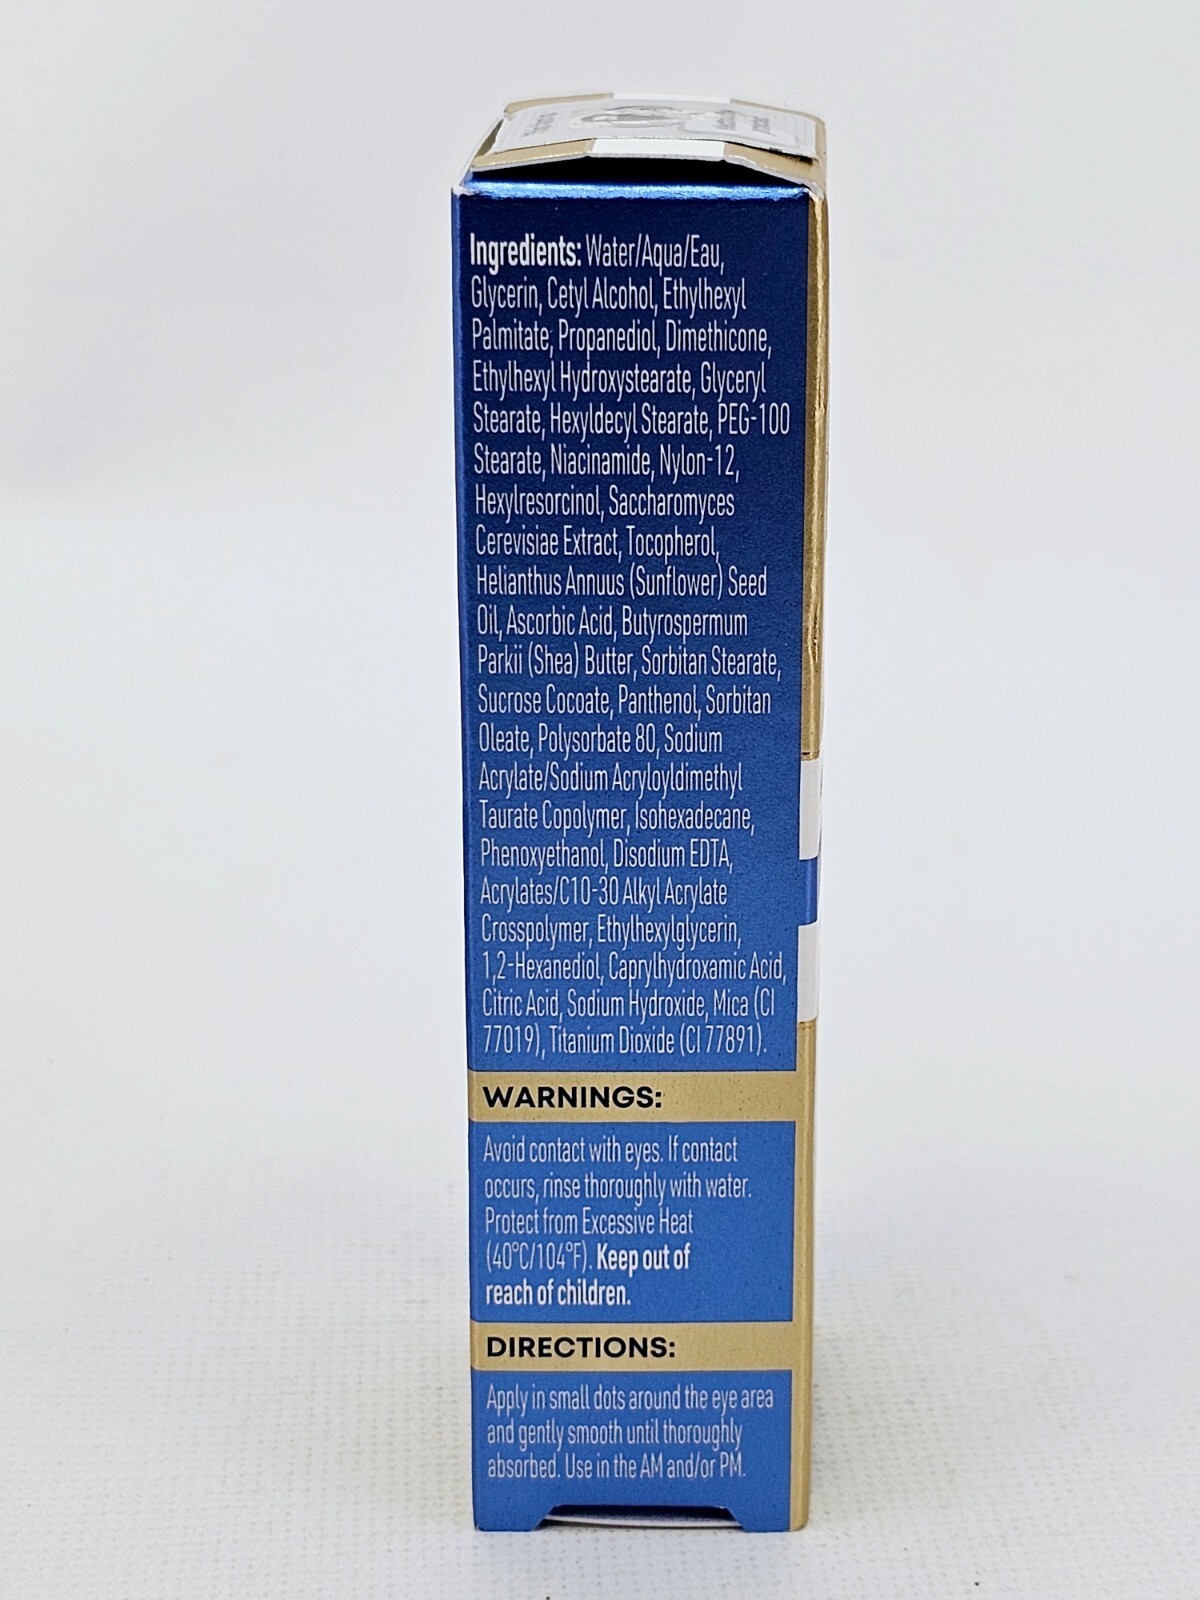 Ingredients: Water/Aqua/Eau,
Glycerin, Cetyl Alcohol, Ethylhexyl
Palmitate, Propanediol, Dimethicone,
Ethylhexyl Hydroxystearate, Glyceryl
Stearate, Hexyldecyl Stearate, PEG-100
Stearate, Niacinamide, Nylon-12,
Hexylresorcinol, Saccharomyces
Cerevisiae Extract, Tocopherol,
Helianthus Annuus (Sunflower) Seed
Oil, Ascorbic Acid, Butyrospermum
Parkii (Shea) Butter, Sorbitan Stearate,
Sucrose Cocoate, Panthenol, Sorbitan
Oleate, Polysorbate 80, Sodium
Acrylate/Sodium Acryloyldimethyl
Taurate Copolymer, Isohexadecane,
Phenoxyethanol, Disodium EDTA,
Acrylates/C10-30 Alkyl Acrylate
Crosspolymer, Ethylhexylglycerin,
1,2-Hexanediol, Caprylhydroxamic Acid,
Citric Acid, Sodium Hydroxide, Mica (CI
77019), Titanium Dioxide (CI 77891).
WARNINGS:
Avoid contact with eyes. If contact
occurs, rinse thoroughly with water.
Protect from Excessive Heat
(40°C/104°F). Keep out of
reach of children.
DIRECTIONS:
Apply in small dots around the eye area
and gently smooth until thoroughly
absorbed. Use in the AM and/or PM.